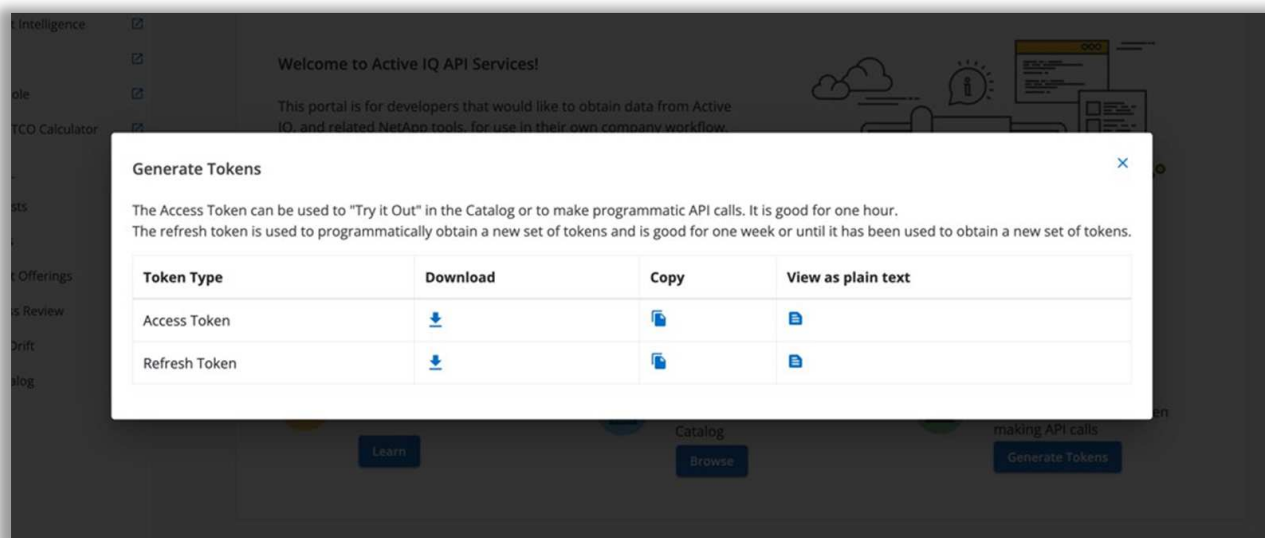 t Intelligence
ole
TCO Calculator
sts
t Offerings
ss Review
Drift
alog
Welcome to Active IQ API Services!
This portal is for developers that would like to obtain data from Active
IQ, and related NetApp tools, for use in their own company workflow.
Generate Tokens
The Access Token can be used to "Try it Out" in the Catalog or to make programmatic API calls. It is good for one hour.
The refresh token is used to programmatically obtain a new set of tokens and is good for one week or until it has been used to obtain a new set of tokens.
Token Type Download Copy View as plain text
Access Token
Refresh Token
Learn
Catalog
Browse
en
making API calls
Generate Tokens